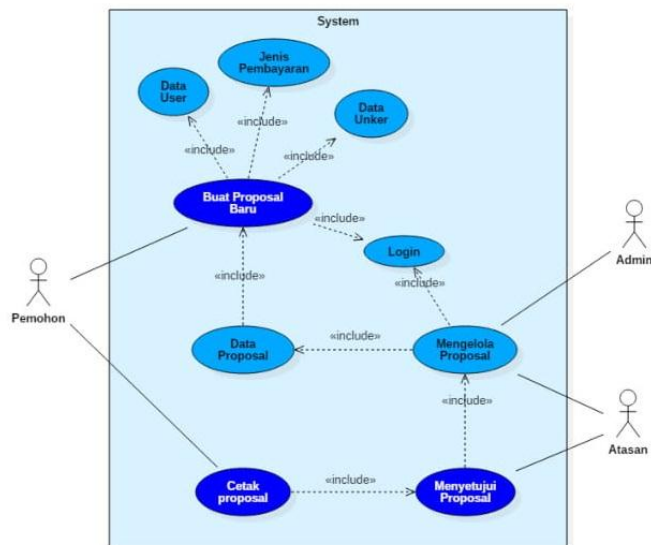 System
Jenis
Pembayaran
Data
User
Data
Unker
«include»
«include»
«include»
Buat Proposal
Baru
«include»
Login
Admin
«include»
«include»
Pemohon
«include»
Data
Proposal
Mengelola
Proposal
«include»
Atasan
Cetak
proposal
«include»
Menyetujui
Proposal